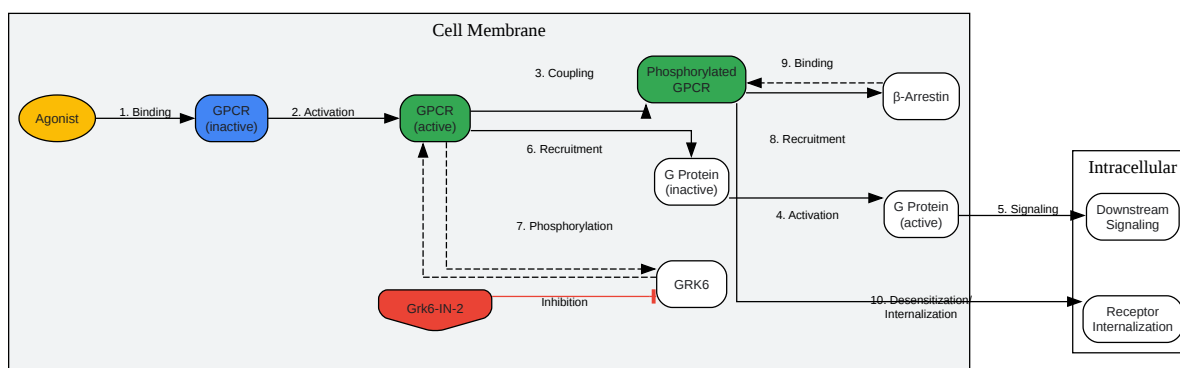 Cell Membrane
3. Coupling
Phosphorylated
GPCR
9. Binding
β-Arrestin
Agonist
1. Binding
GPCR
(inactive)
2. Activation
GPCR
(active)
6. Recruitment
8. Recruitment
G Protein
(inactive)
4. Activation
G Protein
(active)
5. Signaling
Intracellular
Downstream
Signaling
7. Phosphorylation
GRK6
Grk6-IN-2
Inhibition
10. Desensitization/
Internalization
Receptor
Internalization